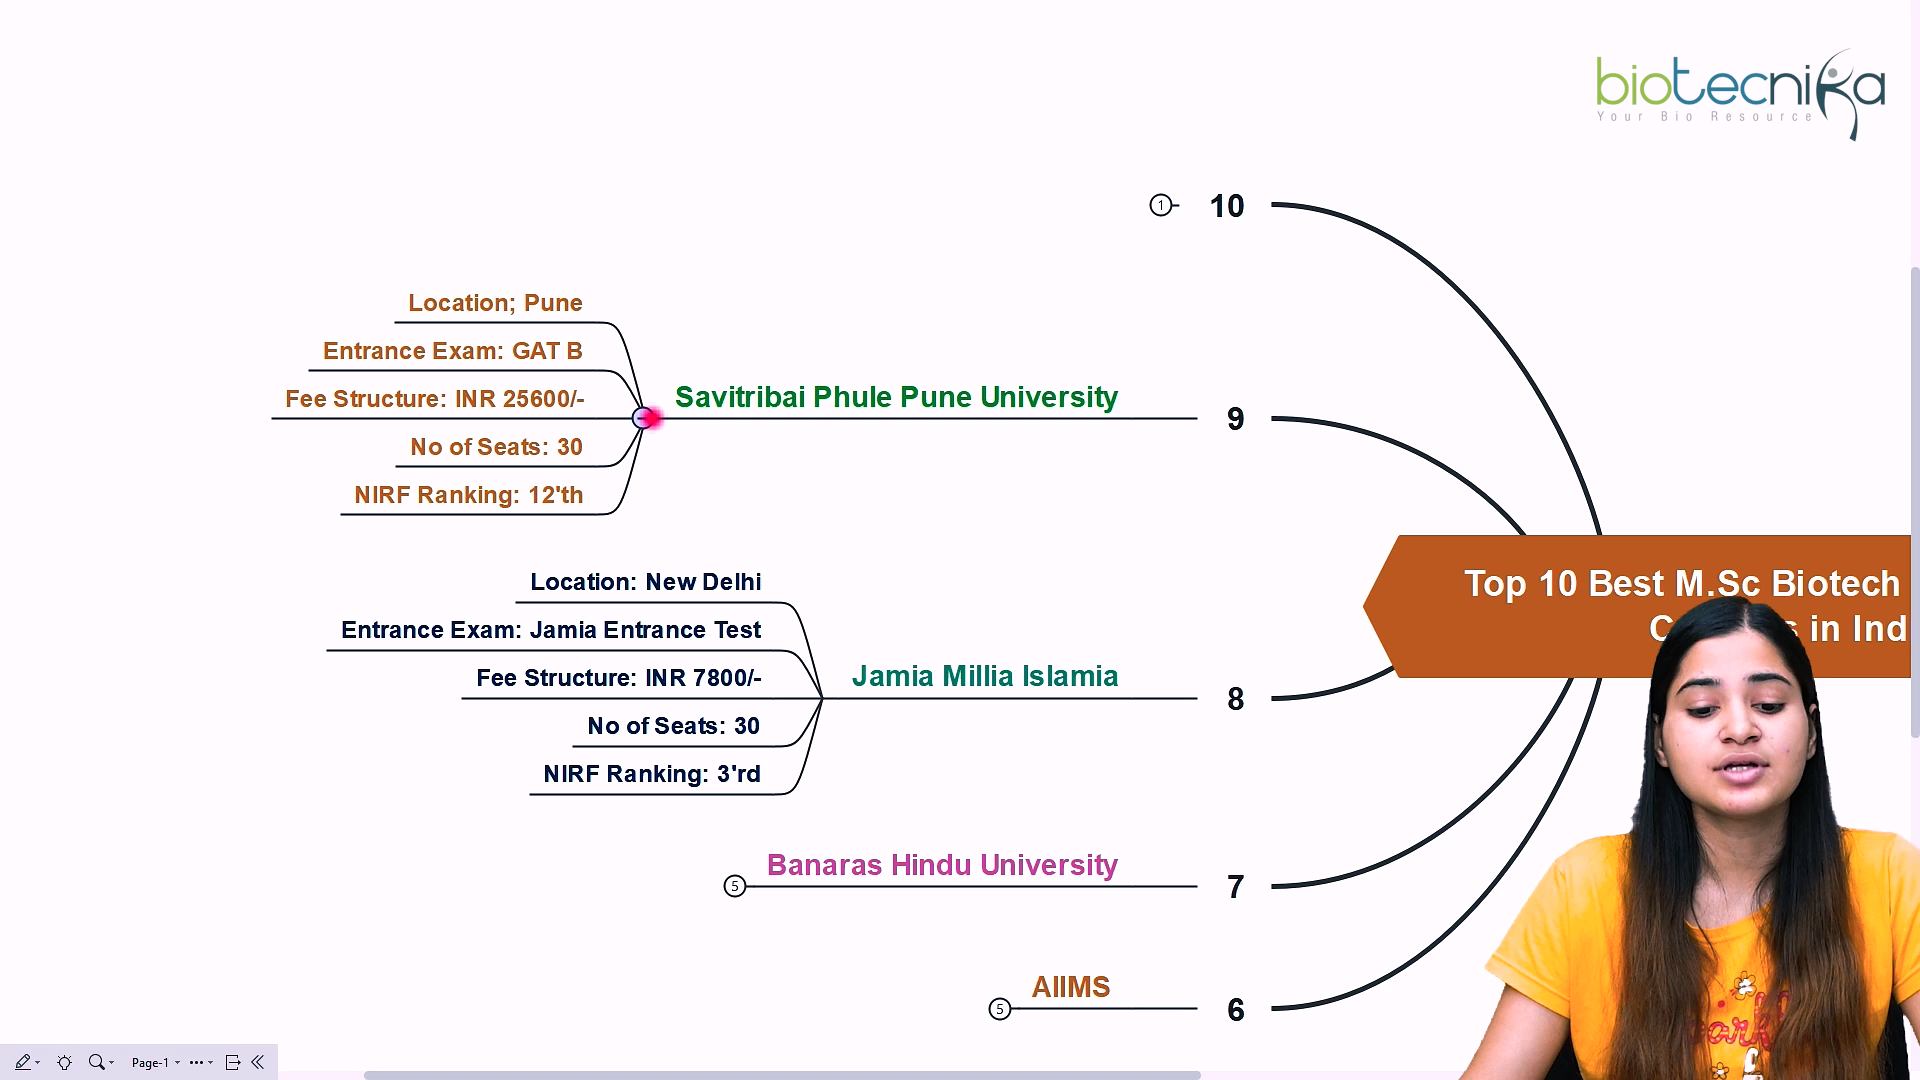 biotecnika
Your Bio Resource
1
10
Location; Pune
Entrance Exam: GAT B
Fee Structure: INR 25600/-
No of Seats: 30
NIRF Ranking: 12'th
Savitribai Phule Pune University
9
Top 10 Best M.Sc Biotech
in Ind
Location: New Delhi
Entrance Exam: Jamia Entrance Test
Fee Structure: INR 7800/-
No of Seats: 30
NIRF Ranking: 3'rd
Jamia Millia Islamia
8
Banaras Hindu University
5
7
AIIMS
5
6
Page-1